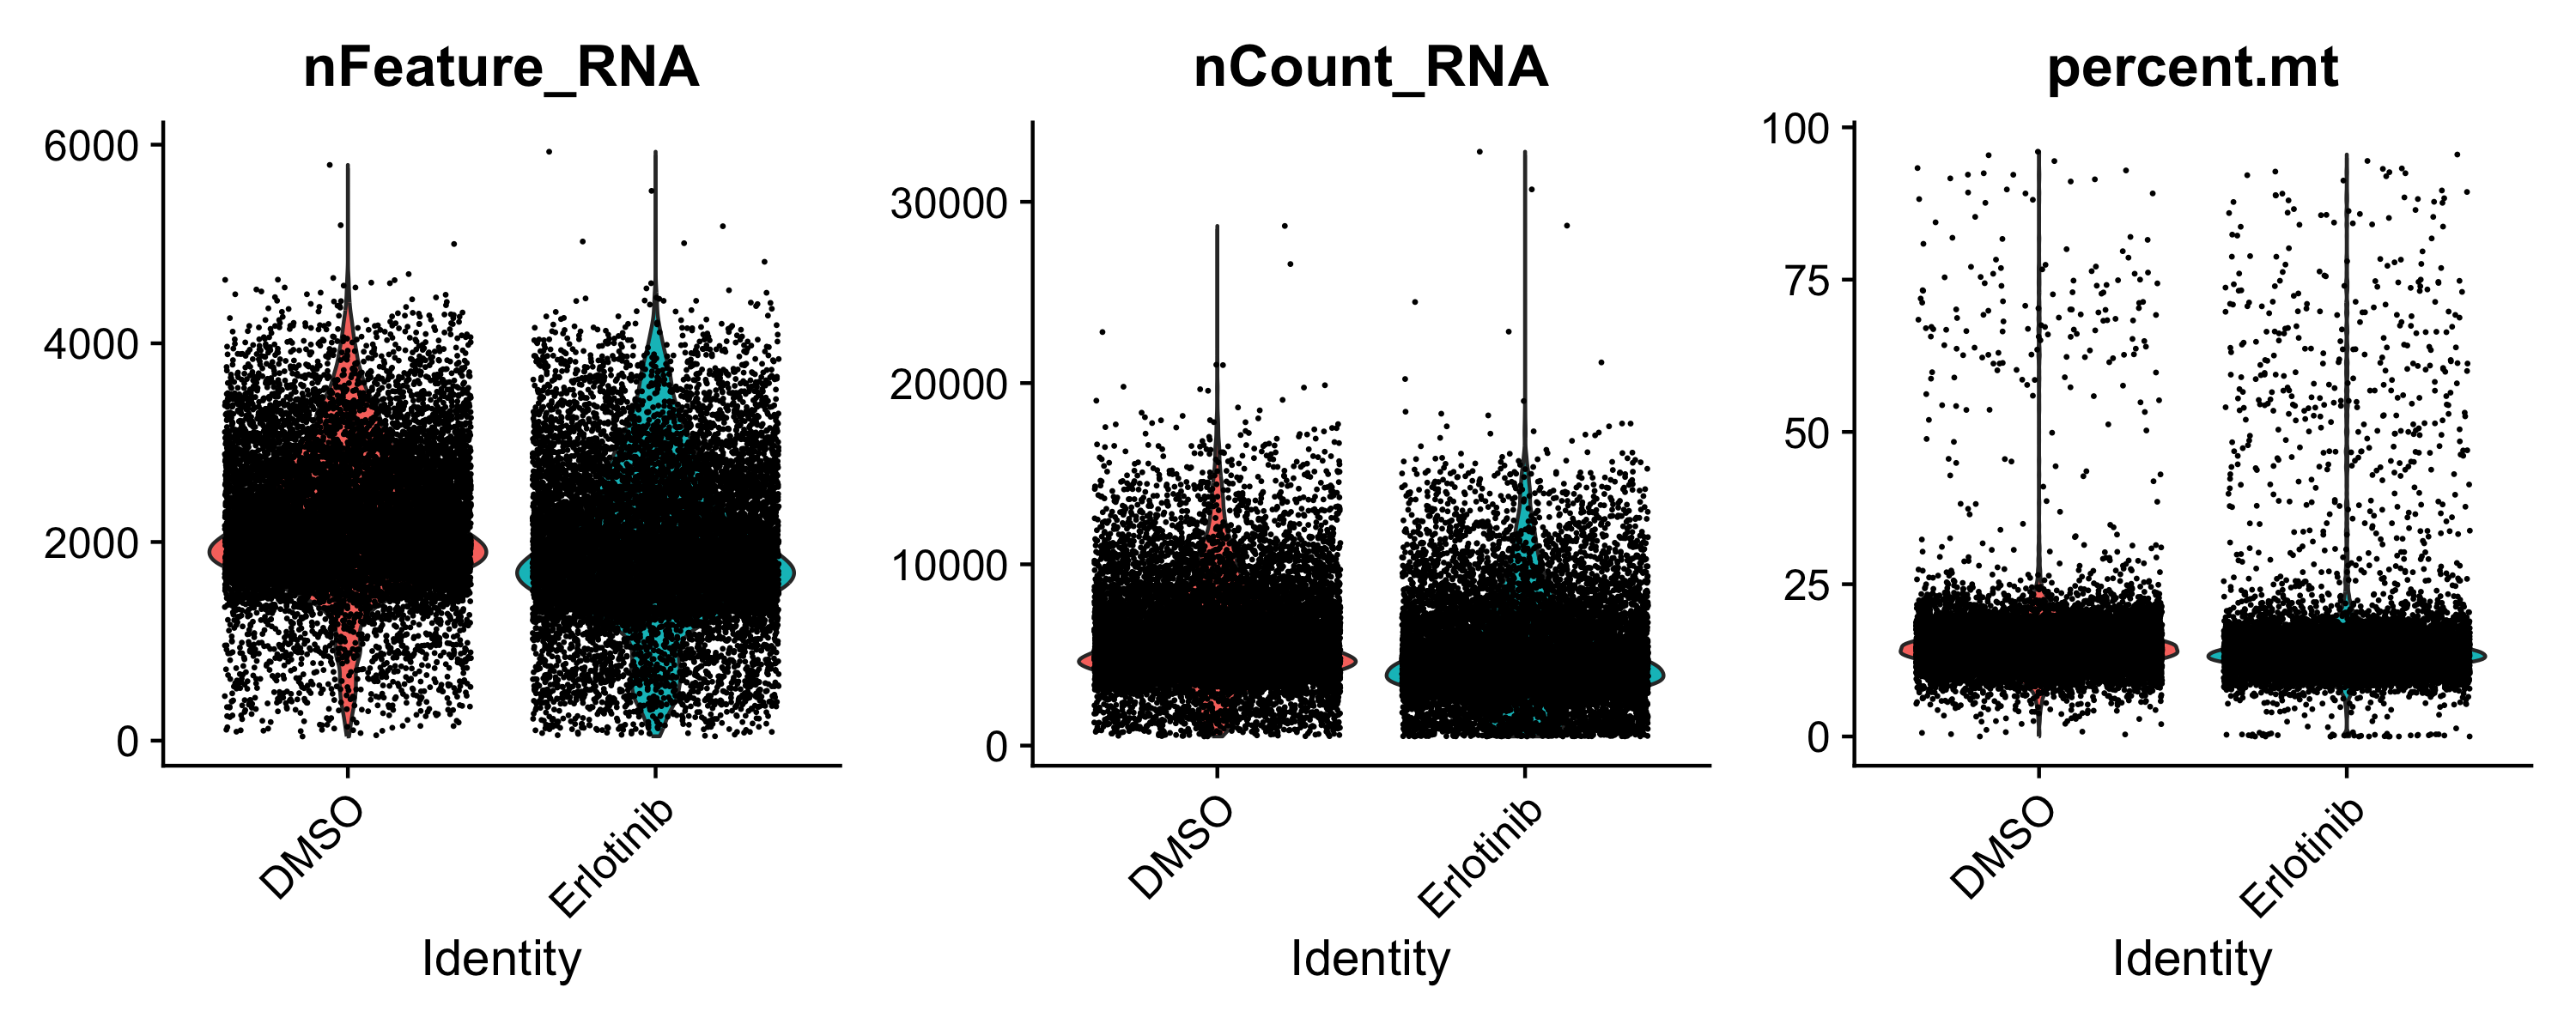 nFeature_RNA
6000
4000
2000
0
DMSO
Erlotinib
Identity
nCount_RNA
30000
20000
10000
0
DMSO
Erlotinib
Identity
percent.mt
100
75
50
25
0
DMSO
Erlotinib
Identity